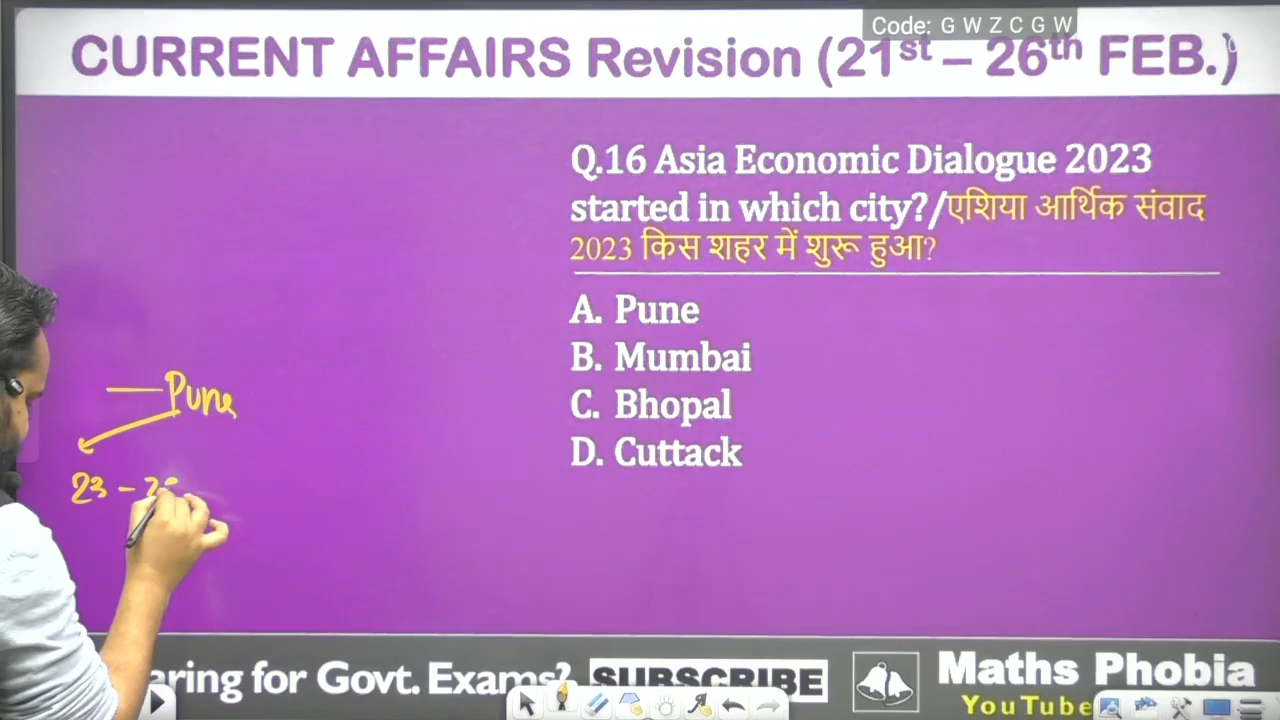 Code: G W Z C G W
CURRENT AFFAIRS Revision (21st – 26th FEB.)
Q.16 Asia Economic Dialogue 2023
started in which city?/एशिया आर्थिक संवाद
2023 किस शहर में शुरू हुआ?
A. Pune
B. Mumbai
C. Bhopal
D. Cuttack
Pune
23 –
aring for Govt. Exams? SUBSCRIBE
Maths Phobia
YouTube